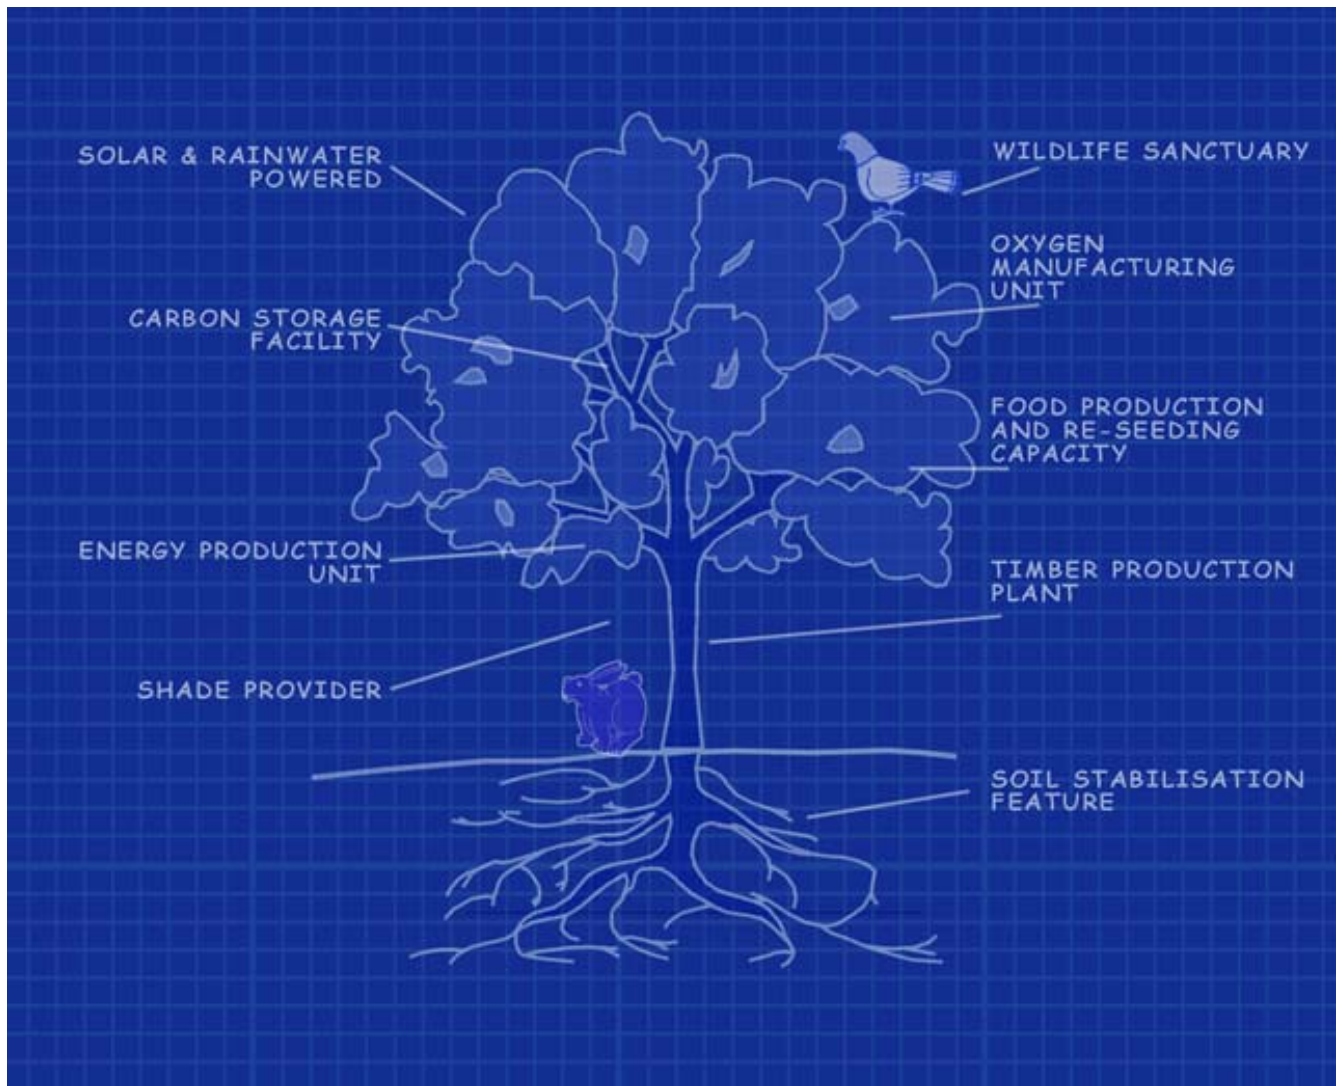 SOLAR & RAINWATER
POWERED
CARBON STORAGE
FACILITY
ENERGY PRODUCTION
UNIT
SHADE PROVIDER
WILDLIFE SANCTUARY
OXYGEN
MANUFACTURING
UNIT
FOOD PRODUCTION
AND RE-SEEDING
CAPACITY
TIMBER PRODUCTION
PLANT
SOIL STABILISATION
FEATURE